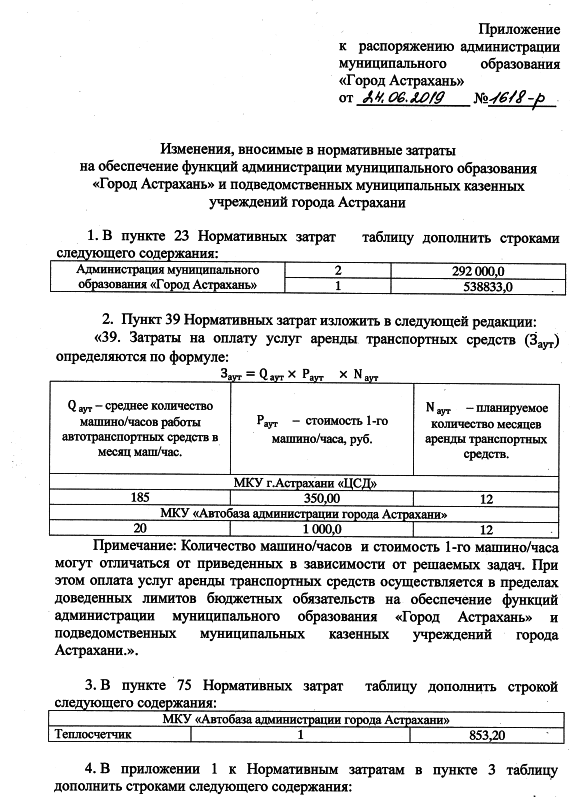 Приложение
к распоряжению администрации
муниципального образования
«Город Астрахань»
от 24.06.2019 №1618-р
Изменения, вносимые в нормативные затраты
на обеспечение функций администрации муниципального образования
«Город Астрахань» и подведомственных муниципальных казенных
учреждений города Астрахани
1. В пункте 23 Нормативных затрат таблицу дополнить строками
следующего содержания:
Администрация муниципального образования «Город Астрахань» 2 292 000,0
1 538833,0
2. Пункт 39 Нормативных затрат изложить в следующей редакции:
«39. Затраты на оплату услуг аренды транспортных средств (Заут)
определяются по формуле:
Заут = Q аут × Раут × N аут
Q аут – среднее количество
машино/часов работы
автотранспортных средств в
месяц маш/час.
Раут – стоимость 1-го
машино/часа, руб.
N аут – планируемое
количество месяцев
аренды транспортных
средств.
МКУ г.Астрахани «ЦСД»
185 350,00 12
МКУ «Автобаза администрации города Астрахани»
20 1 000,0 12
Примечание: Количество машино/часов и стоимость 1-го машино/часа
могут отличаться от приведенных в зависимости от решаемых задач. При
этом оплата услуг аренды транспортных средств осуществляется в пределах
доведенных лимитов бюджетных обязательств на обеспечение функций
администрации муниципального образования «Город Астрахань» и
подведомственных муниципальных казенных учреждений города
Астрахани.».
3. В пункте 75 Нормативных затрат таблицу дополнить строкой
следующего содержания:
МКУ «Автобаза администрации города Астрахани»
Теплосчетчик 1 853,20
4. В приложении 1 к Нормативным затратам в пункте 3 таблицу
дополнить строками следующего содержания: